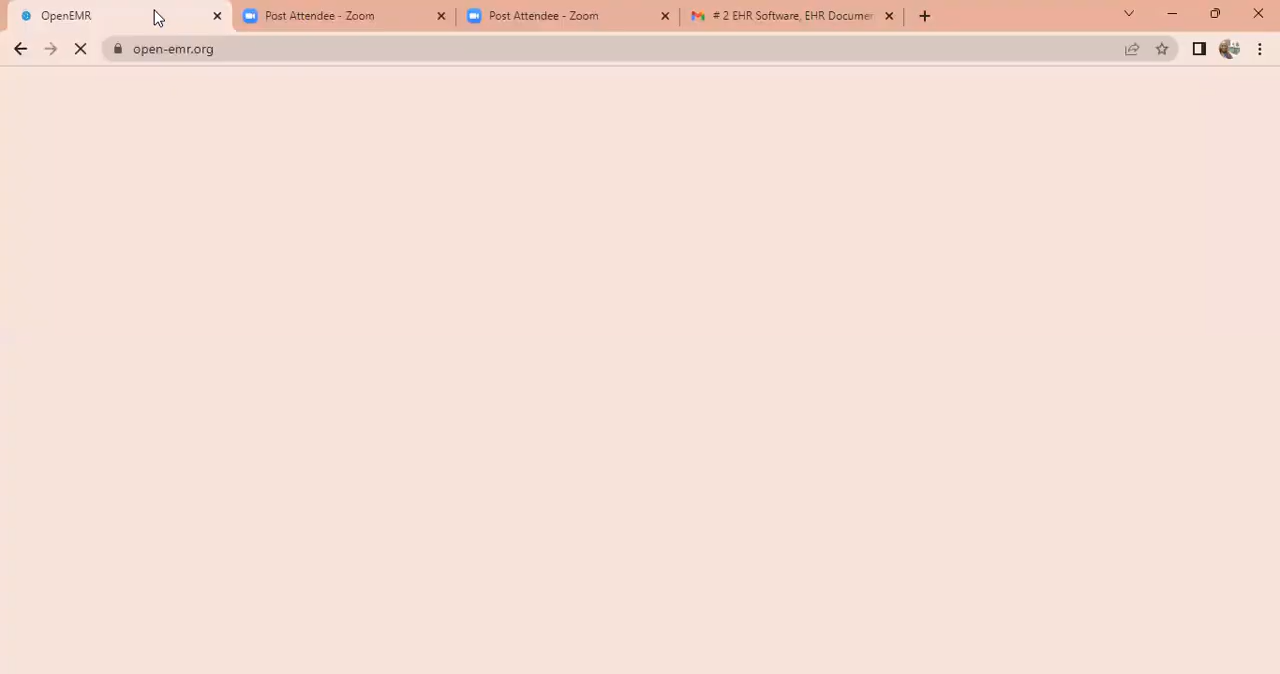 OpenEMR
Post Attendee - Zoom
Post Attendee - Zoom
# 2 EHR Software, EHR Documer
open-emr.org